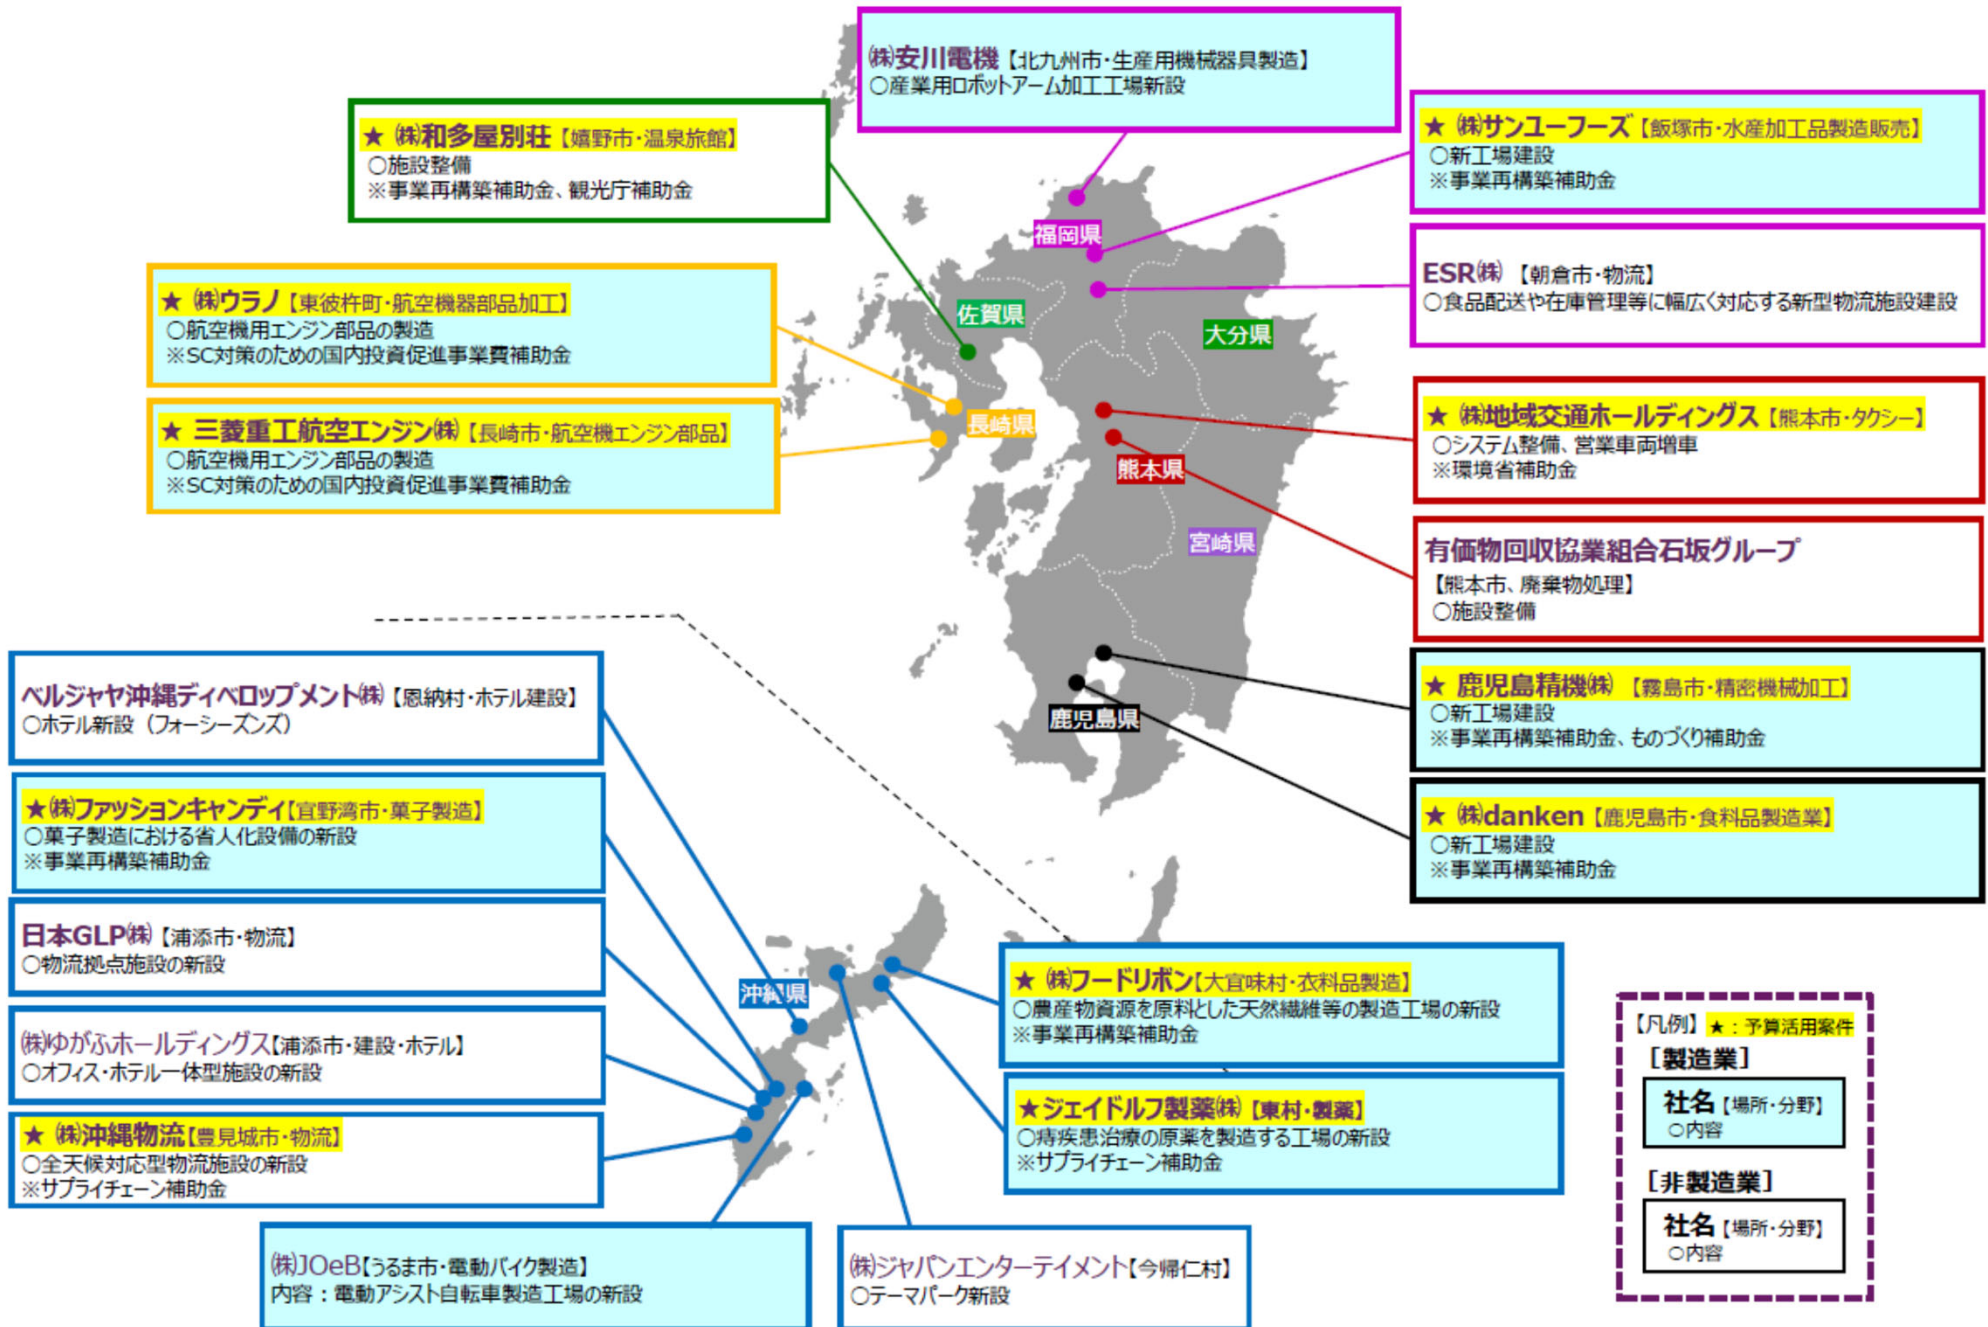 ㈱安川電機【北九州市・生産用機械器具製造】
○産業用ロボットアーム加工工場新設
★ ㈱和多屋別荘【嬉野市・温泉旅館】
○施設整備
※事業再構築補助金、観光庁補助金
★ ㈱サンユーフーズ【飯塚市・水産加工品製造販売】
○新工場建設
※事業再構築補助金
ESR㈱ 【朝倉市・物流】
○食品配送や在庫管理等に幅広く対応する新型物流施設建設
★ ㈱ウラノ【東彼杵町・航空機器部品加工】
○航空機用エンジン部品の製造
※SC対策のための国内投資促進事業費補助金
★ 三菱重工航空エンジン㈱【長崎市・航空機エンジン部品】
○航空機用エンジン部品の製造
※SC対策のための国内投資促進事業費補助金
福岡県
佐賀県
大分県
長崎県
熊本県
宮崎県
鹿児島県
★ ㈱地域交通ホールディングス【熊本市・タクシー】
○システム整備、営業車両増車
※環境省補助金
有価物回収協業組合石坂グループ
【熊本市、廃棄物処理】
○施設整備
★ 鹿児島精機㈱ 【霧島市・精密機械加工】
○新工場建設
※事業再構築補助金、ものづくり補助金
★ ㈱danken【鹿児島市・食料品製造業】
○新工場建設
※事業再構築補助金
ベルジャヤ沖縄ディベロップメント㈱【恩納村・ホテル建設】
○ホテル新設（フォーシーズンズ）
★㈱ファッションキャンディ【宜野湾市・菓子製造】
○菓子製造における省人化設備の新設
※事業再構築補助金
日本GLP㈱【浦添市・物流】
○物流拠点施設の新設
㈱ゆがふホールディングス【浦添市・建設・ホテル】
○オフィス・ホテル一体型施設の新設
★ ㈱沖縄物流【豊見城市・物流】
○全天候対応型物流施設の新設
※サプライチェーン補助金
沖縄県
★ ㈱フードリボン【大宜味村・衣料品製造】
○農産物資源を原料とした天然繊維等の製造工場の新設
※事業再構築補助金
★ジェイドルフ製薬㈱【東村・製薬】
○痔疾患治療の原薬を製造する工場の新設
※サプライチェーン補助金
㈱JOeB【うるま市・電動バイク製造】
内容：電動アシスト自転車製造工場の新設
㈱ジャパンエンターテイメント【今帰仁村】
○テーマパーク新設
【凡例】★：予算活用案件
［製造業］
社名【場所・分野】
○内容
［非製造業］
社名【場所・分野】
○内容